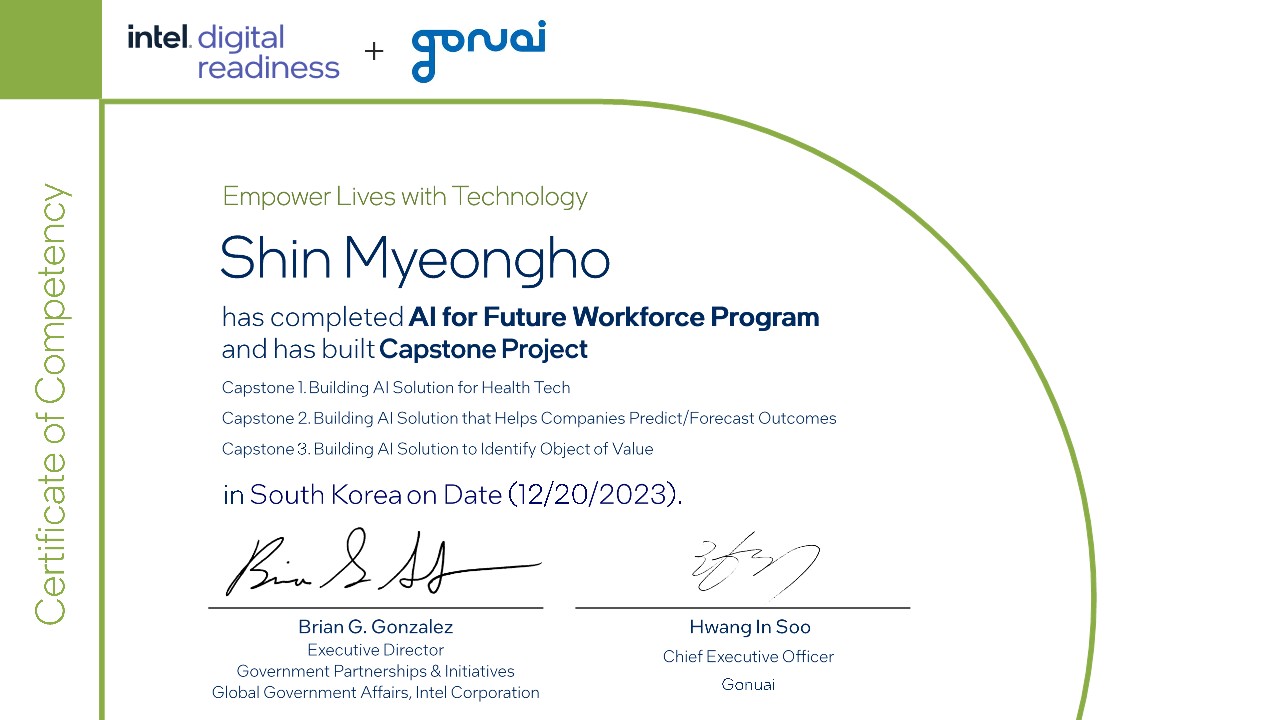 intel. digital
readiness
+
gonuai
Certificate of Competency
Empower Lives with Technology
Shin Myeongho
has completed AI for Future Workforce Program
and has built Capstone Project
Capstone 1. Building AI Solution for Health Tech
Capstone 2. Building AI Solution that Helps Companies Predict/Forecast Outcomes
Capstone 3. Building AI Solution to Identify Object of Value
in South Korea on Date (12/20/2023).
Brian G. Gonzalez
Executive Director
Government Partnerships & Initiatives
Global Government Affairs, Intel Corporation
Hwang In Soo
Chief Executive Officer
Gonuai